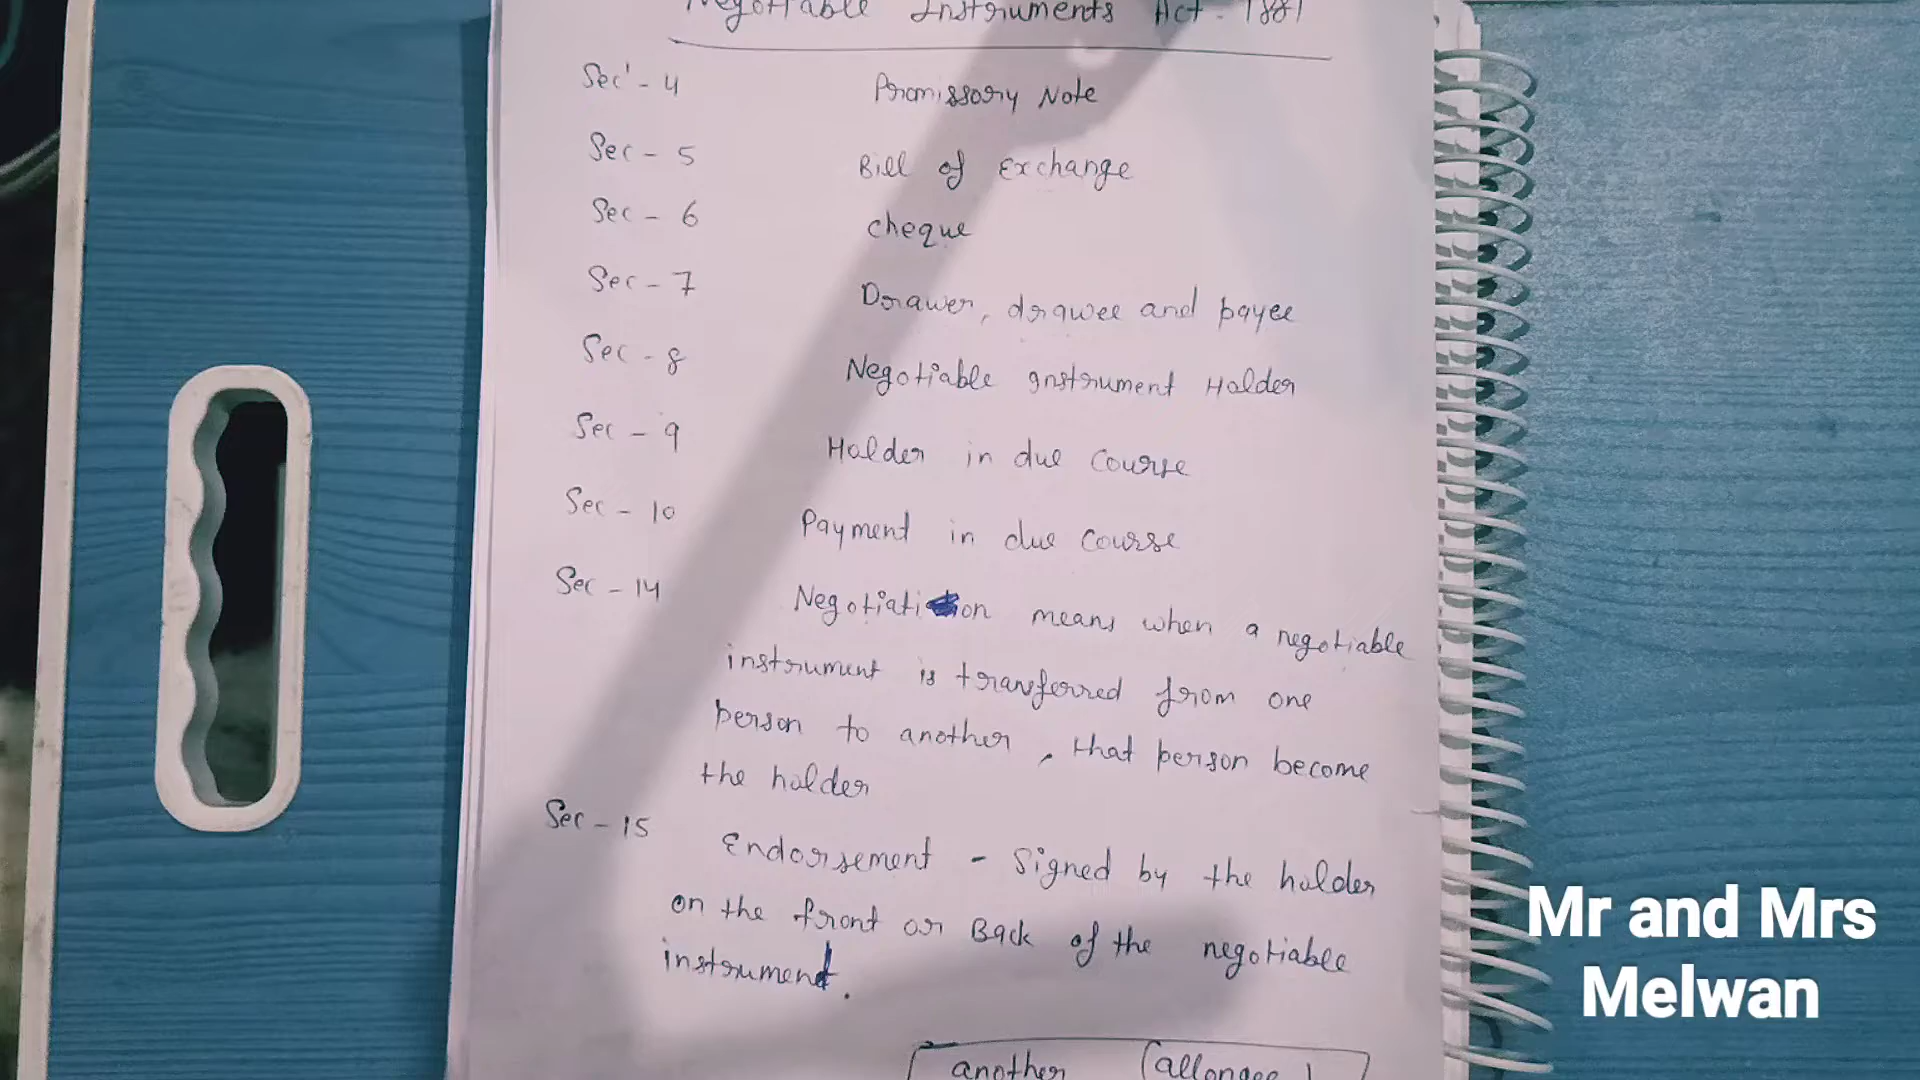 Negotiable Instruments Act - 1881
Sec - 4 Promissory Note
Sec - 5 Bill of Exchange
Sec - 6 cheque
Sec - 7 Drawer, drawee and payee
Sec - 8 Negotiable Instrument Holder
Sec - 9 Holder in due course
Sec - 10 Payment in due course
Sec - 14 Negotiation means when a negotiable
instrument is transferred from one
person to another, that person become
the holder
Sec - 15 Endorsement - Signed by the holder
on the front or Back of the negotiable
instrument.
another (allongee)
Mr and Mrs
Melwan